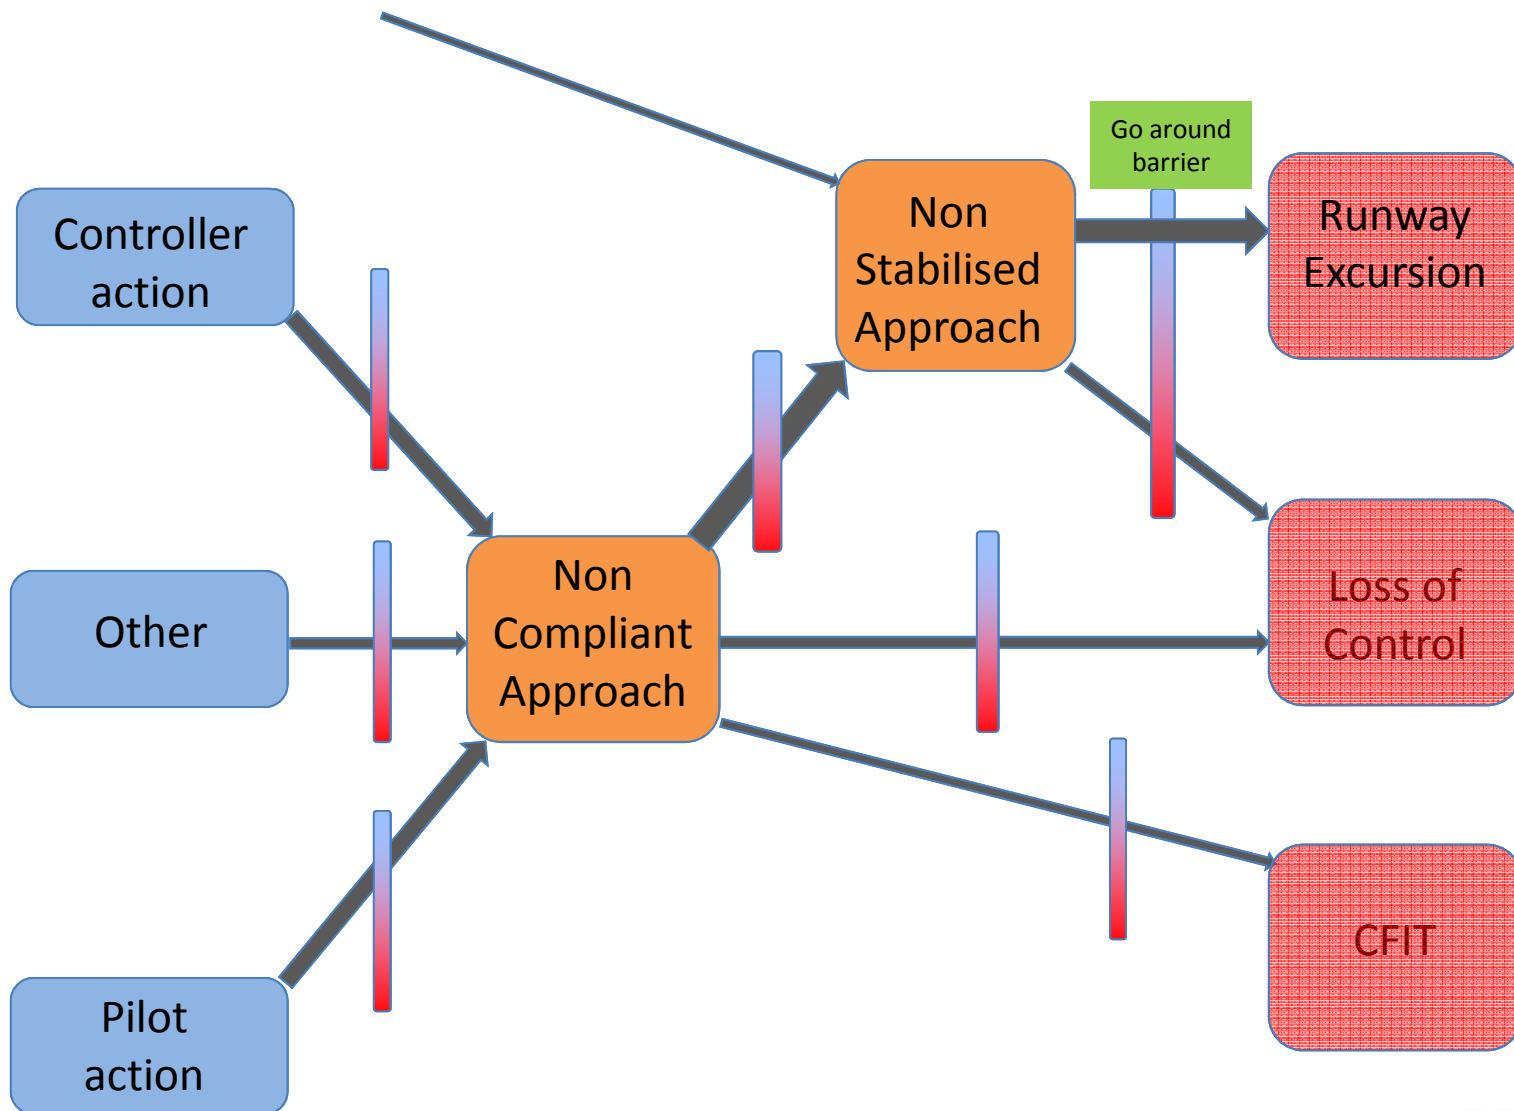 Go around
barrier
Non
Stabilised
Approach
Runway
Excursion
Controller
action
Other
Non
Compliant
Approach
Loss of
Control
CFIT
Pilot
action